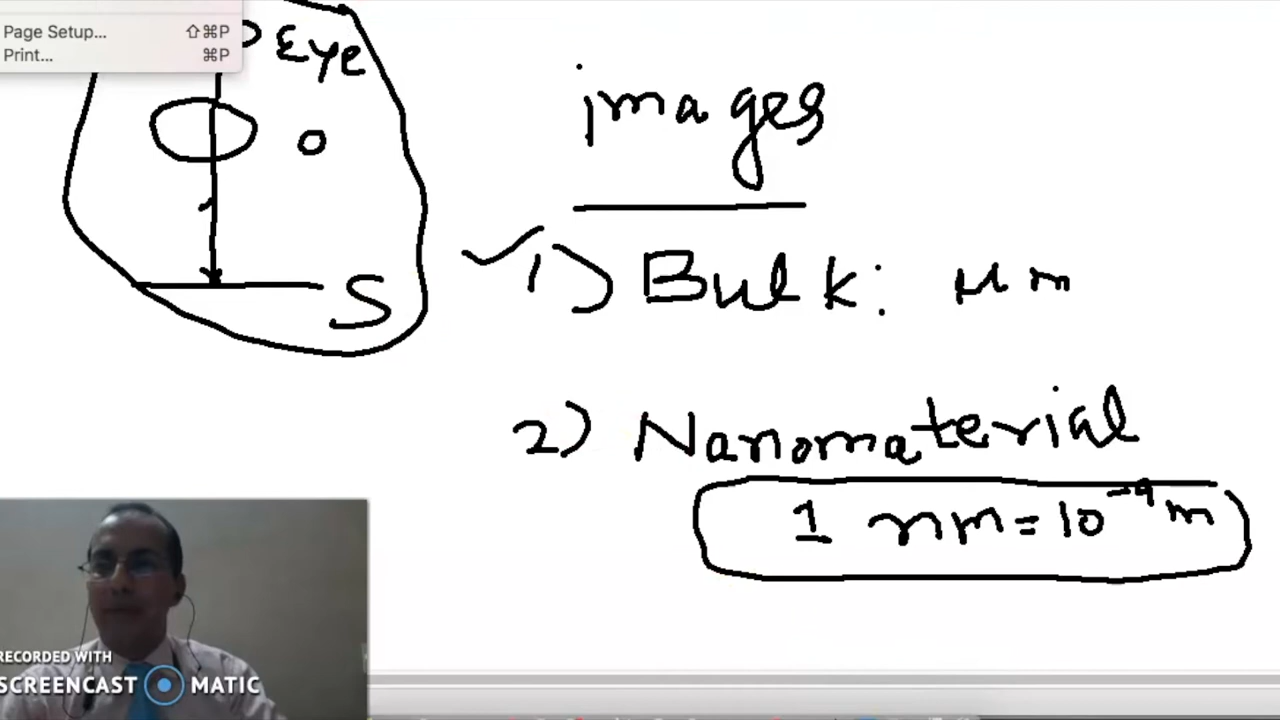 Page Setup... ⇧⌘P
Print... ⌘P
Eye
O
S
images
1) Bulk: μm
2) Nanomaterial
1 nm = 10⁻⁹ m
RECORDED WITH
SCREENCAST MATIC